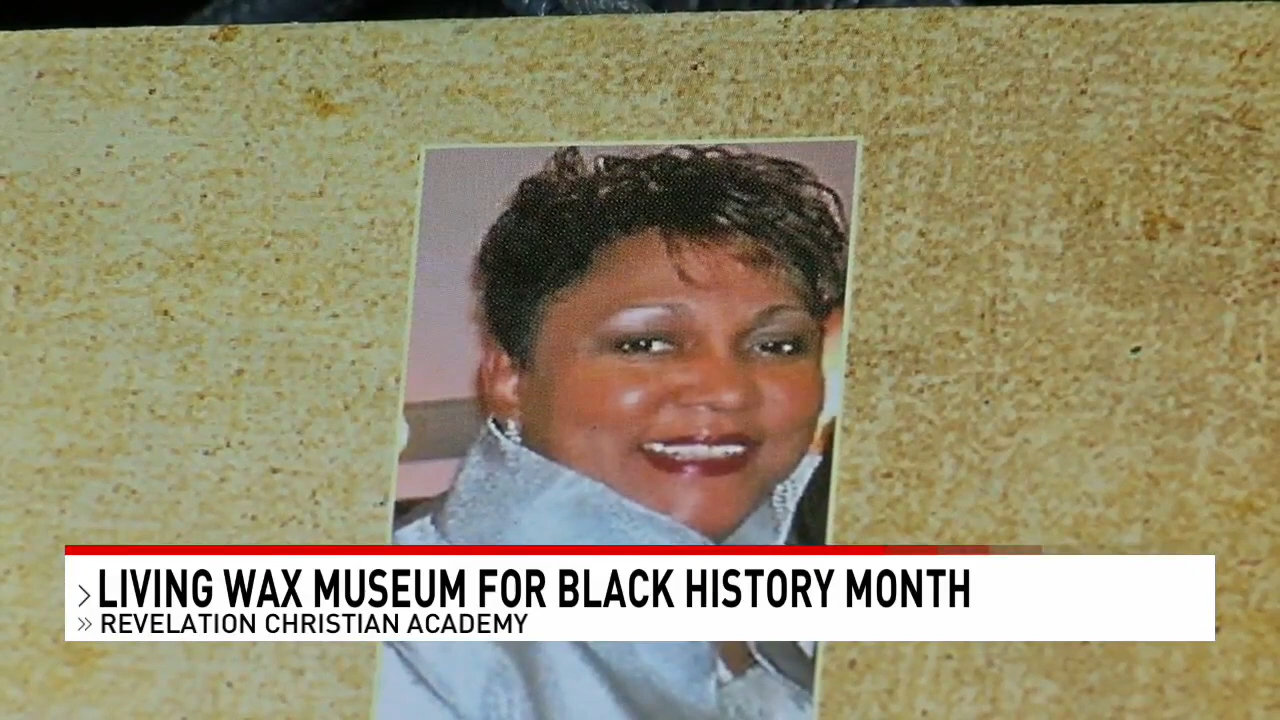 LIVING WAX MUSEUM FOR BLACK HISTORY MONTH
REVELATION CHRISTIAN ACADEMY